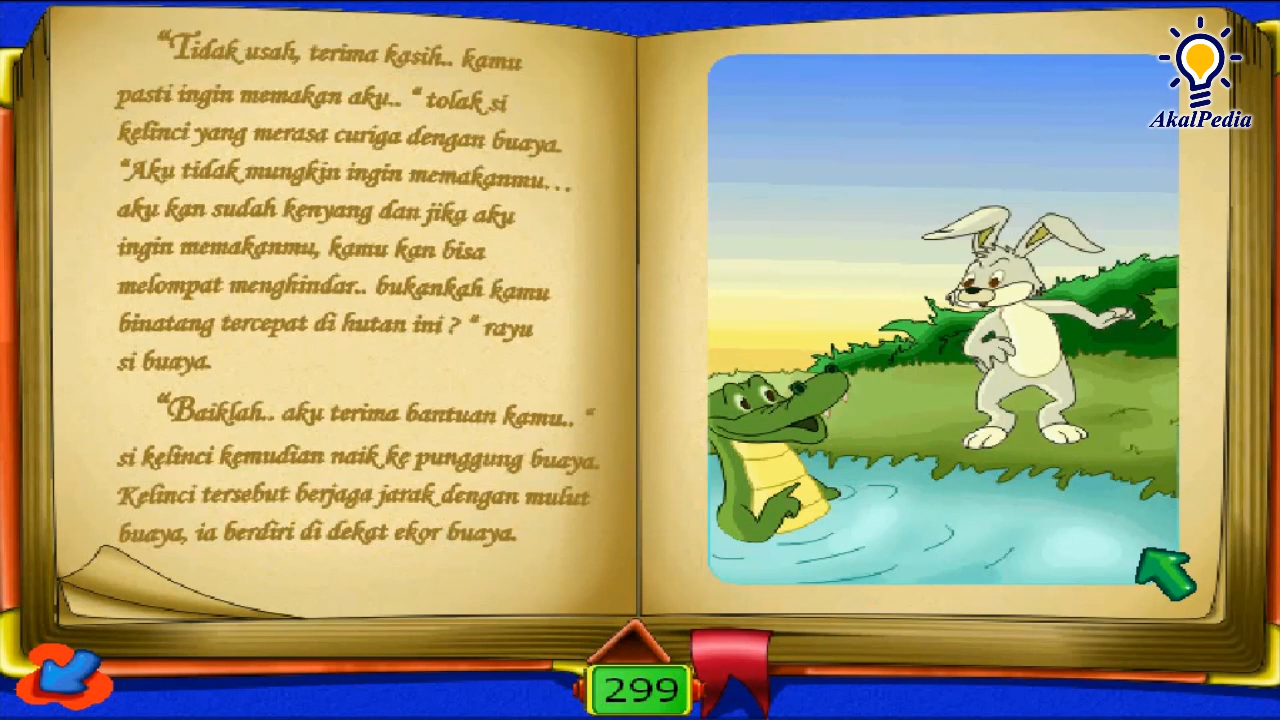 “Tidak usah, terima kasih.. kamu
pasti ingin memakan aku.. “ tolak si
kelinci yang merasa curiga dengan buaya.
“Aku tidak mungkin ingin memakanmu...
aku kan sudah kenyang dan jika aku
ingin memakanmu, kamu kan bisa
melompat menghindar.. bukankah kamu
binatang tercepat di hutan ini ? “ rayu
si buaya.
“Baiklah.. aku terima bantuan kamu.. “
si kelinci kemudian naik ke punggung buaya.
Kelinci tersebut berjaga jarak dengan mulut
buaya, ia berdiri di dekat ekor buaya.
AkalPedia
299